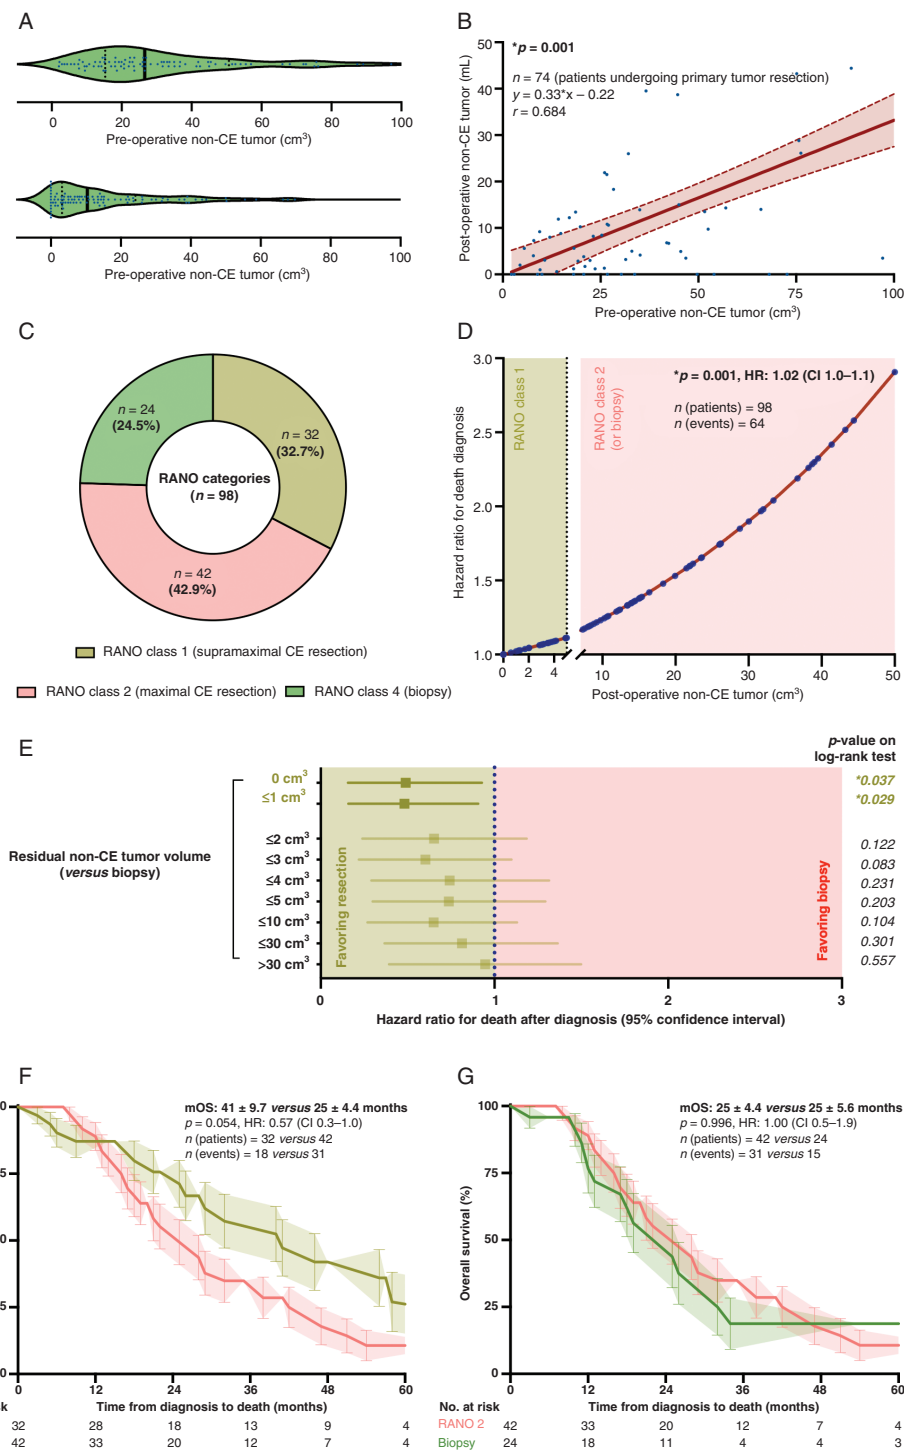 A
0 20 40 60 80 100
Pre-operative non-CE tumor (cm³)
0 20 40 60 80 100
Pre-operative non-CE tumor (cm³)
B
*p = 0.001
n = 74 (patients undergoing primary tumor resection)
y = 0.33*x – 0.22
r = 0.684
50
40
30
20
10
0
Post-operative non-CE tumor (mL)
0 25 50 75 100
Pre-operative non-CE tumor (cm³)
C
n = 24
(24.5%)
n = 32
(32.7%)
RANO categories
(n = 98)
n = 42
(42.9%)
RANO class 1 (supramaximal CE resection)
RANO class 2 (maximal CE resection) RANO class 4 (biopsy)
D
Hazard ratio for death diagnosis
3.0
2.5
2.0
1.5
1.0
RANO class 1
RANO class 2
(or biopsy)
*p = 0.001, HR: 1.02 (CI 1.0–1.1)
n (patients) = 98
n (events) = 64
0 2 4 10 20 30 40 50
Post-operative non-CE tumor (cm³)
E
p-value on
log-rank test
Residual non-CE tumor volume
(versus biopsy)
0 cm³ *0.037
≤1 cm³ *0.029
≤2 cm³ 0.122
≤3 cm³ 0.083
≤4 cm³ 0.231
≤5 cm³ 0.203
≤10 cm³ 0.104
≤30 cm³ 0.301
>30 cm³ 0.557
Favoring resection
Favoring biopsy
0 1 2 3
Hazard ratio for death after diagnosis (95% confidence interval)
F
mOS: 41 ± 9.7 versus 25 ± 4.4 months
p = 0.054, HR: 0.57 (CI 0.3–1.0)
n (patients) = 32 versus 42
n (events) = 18 versus 31
0
5
0
5
0
0 12 24 36 48 60
k Time from diagnosis to death (months)
32 28 18 13 9 4
42 33 20 12 7 4
G
mOS: 25 ± 4.4 versus 25 ± 5.6 months
p = 0.996, HR: 1.00 (CI 0.5–1.9)
n (patients) = 42 versus 24
n (events) = 31 versus 15
Overall survival (%)
100
75
50
25
0
0 12 24 36 48 60
No. at risk Time from diagnosis to death (months)
RANO 2 42 33 20 12 7 4
Biopsy 24 18 11 4 4 3